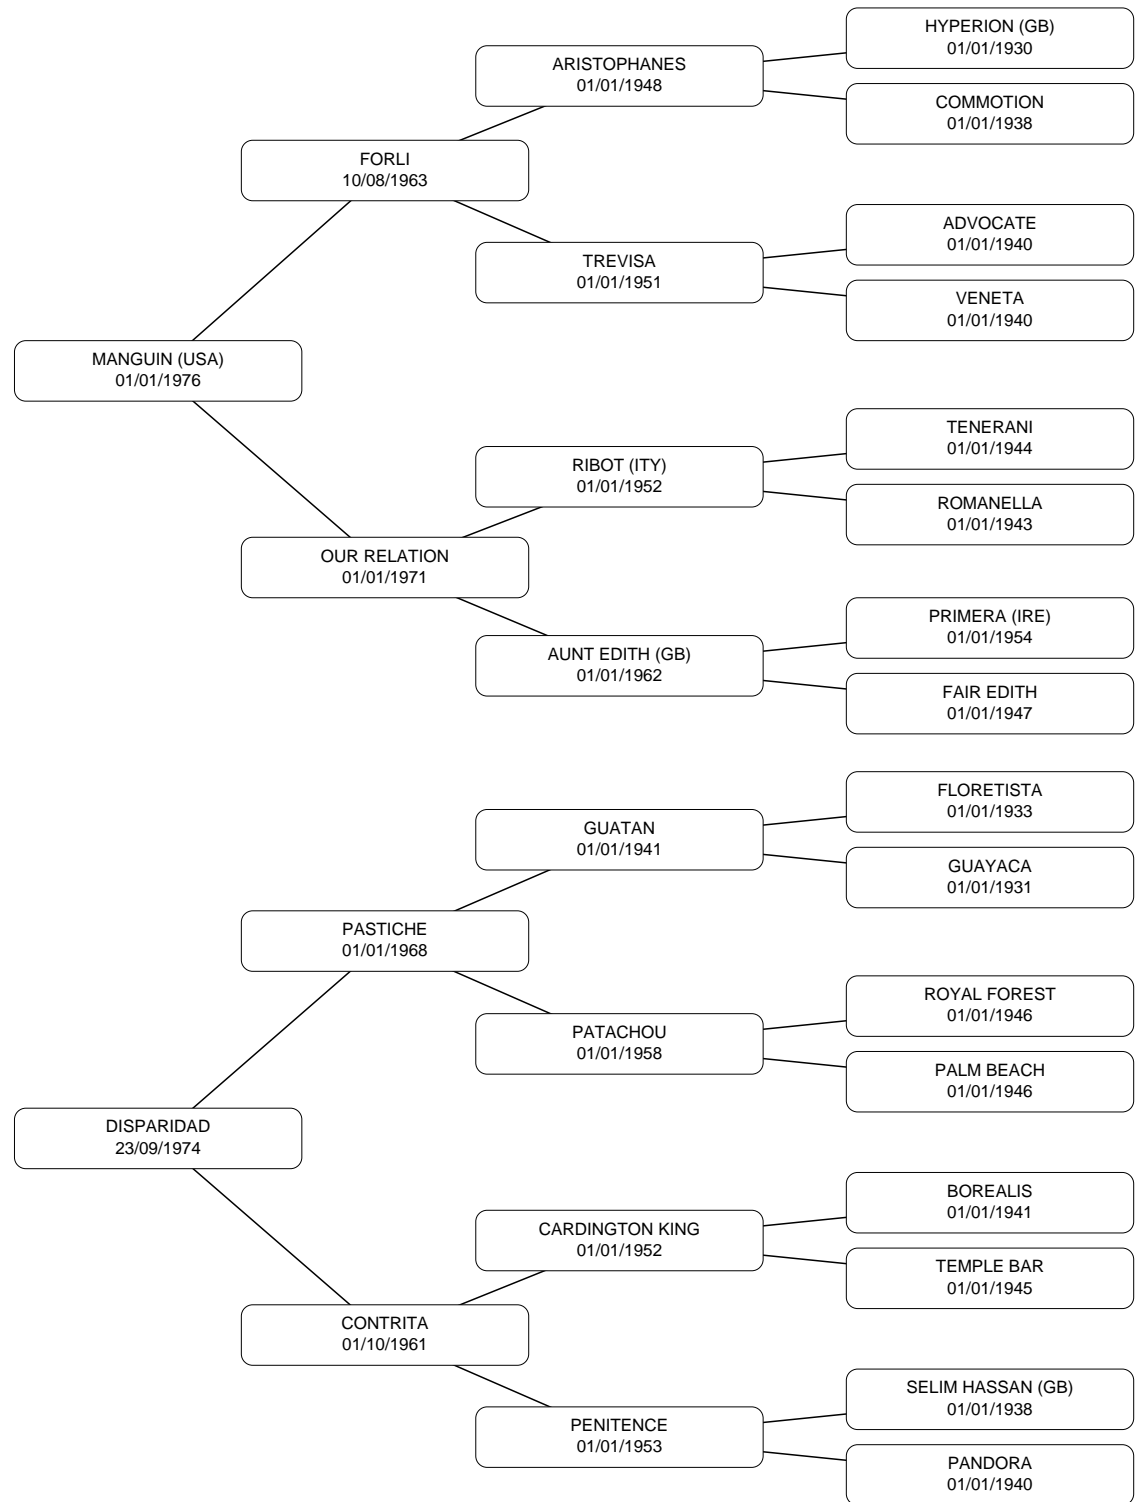 HYPERION (GB)
01/01/1930
ARISTOPHANES
01/01/1948
COMMOTION
01/01/1938
FORLI
10/08/1963
ADVOCATE
01/01/1940
TREVISA
01/01/1951
VENETA
01/01/1940
MANGUIN (USA)
01/01/1976
TENERANI
01/01/1944
RIBOT (ITY)
01/01/1952
ROMANELLA
01/01/1943
OUR RELATION
01/01/1971
PRIMERA (IRE)
01/01/1954
AUNT EDITH (GB)
01/01/1962
FAIR EDITH
01/01/1947
FLORETISTA
01/01/1933
GUATAN
01/01/1941
GUAYACA
01/01/1931
PASTICHE
01/01/1968
ROYAL FOREST
01/01/1946
PATACHOU
01/01/1958
PALM BEACH
01/01/1946
DISPARIDAD
23/09/1974
BOREALIS
01/01/1941
CARDINGTON KING
01/01/1952
TEMPLE BAR
01/01/1945
CONTRITA
01/10/1961
SELIM HASSAN (GB)
01/01/1938
PENITENCE
01/01/1953
PANDORA
01/01/1940